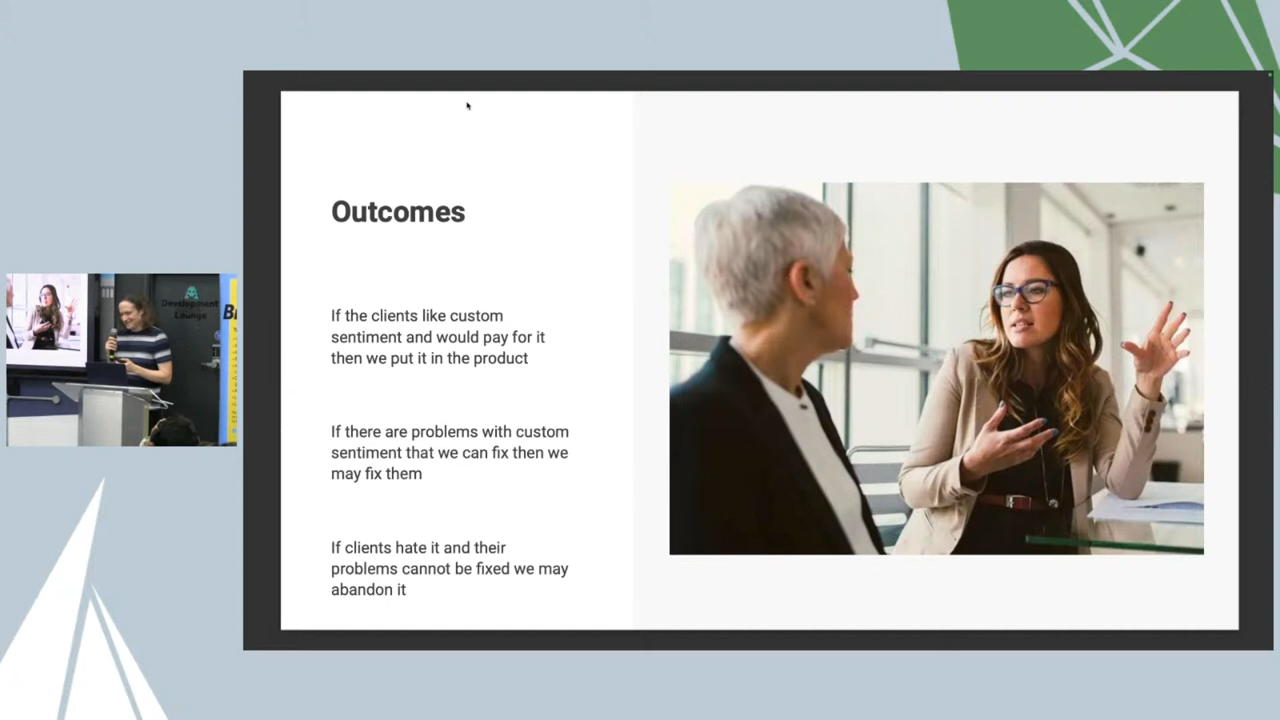 Outcomes
If the clients like custom
sentiment and would pay for it
then we put it in the product
If there are problems with custom
sentiment that we can fix then we
may fix them
If clients hate it and their
problems cannot be fixed we may
abandon it
Development
Lounge